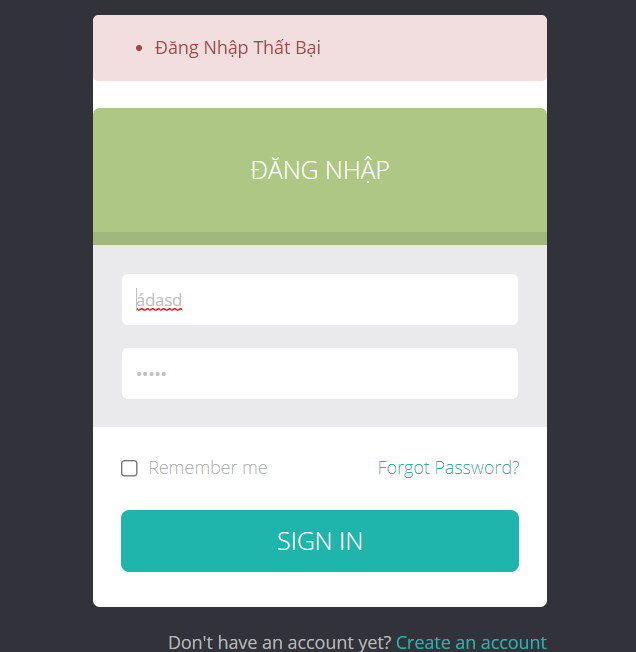 Đăng Nhập Thất Bại
ĐĂNG NHẬP
ádasd
•••••
Remember me Forgot Password?
SIGN IN
Don't have an account yet? Create an account